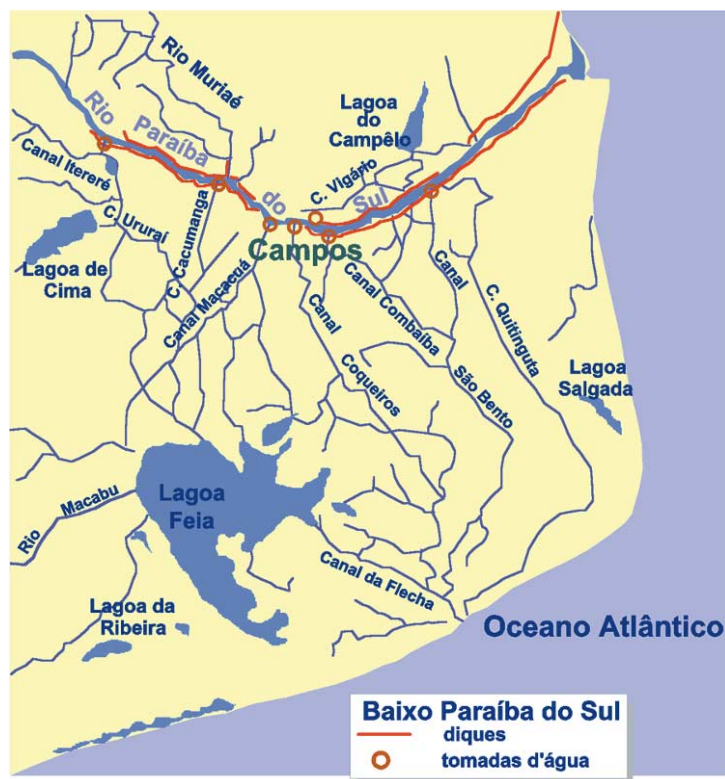 Rio Muriaé
Rio
Paraíba
do
Sul
Lagoa
do
Campêlo
Canal Itereré
C. Vigário
C. Ururaí
C. Cacumanga
Campos
Lagoa de
Cima
Canal Macacuá
Canal
Coqueiros
Canal Combaíba
Canal
São Bento
C. Quitinguta
Lagoa
Salgada
Lagoa
Feia
Rio
Macabu
Canal da Flecha
Lagoa da
Ribeira
Oceano Atlântico
Baixo Paraíba do Sul
diques
tomadas d'água